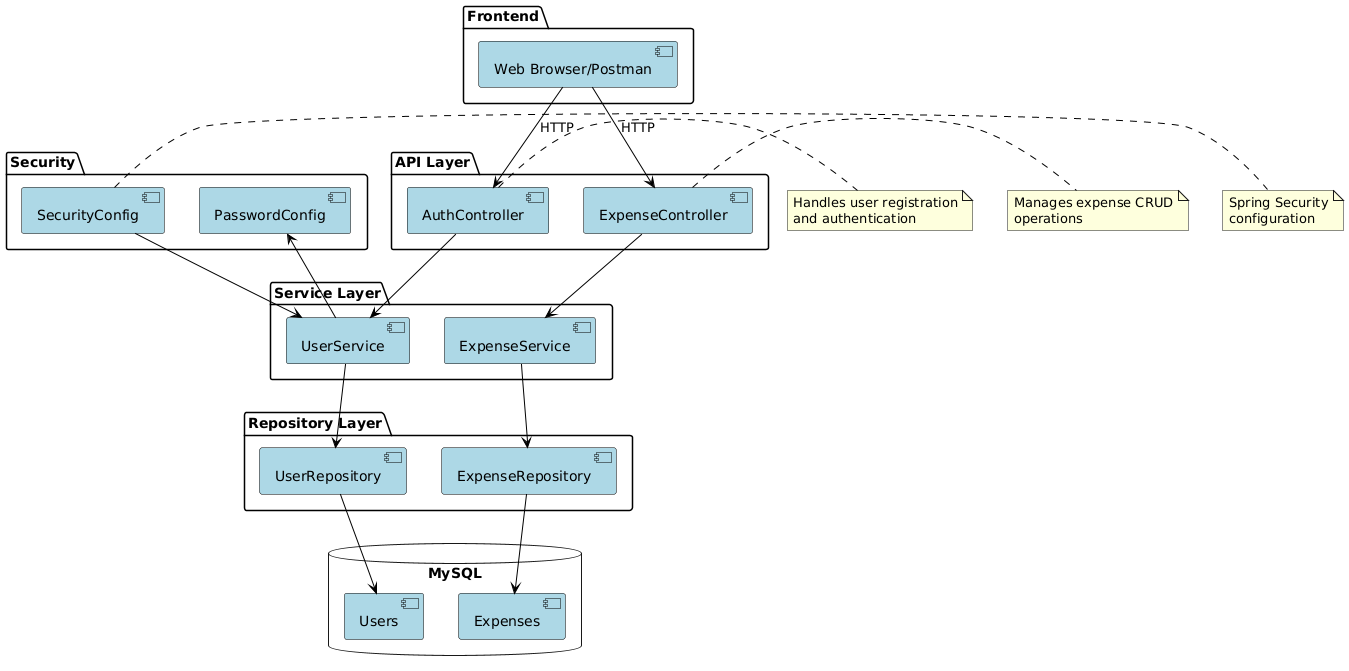 Frontend
Web Browser/Postman
HTTP
HTTP
Security
SecurityConfig
PasswordConfig
API Layer
AuthController
ExpenseController
Handles user registration
and authentication
Manages expense CRUD
operations
Spring Security
configuration
Service Layer
UserService
ExpenseService
Repository Layer
UserRepository
ExpenseRepository
MySQL
Users
Expenses